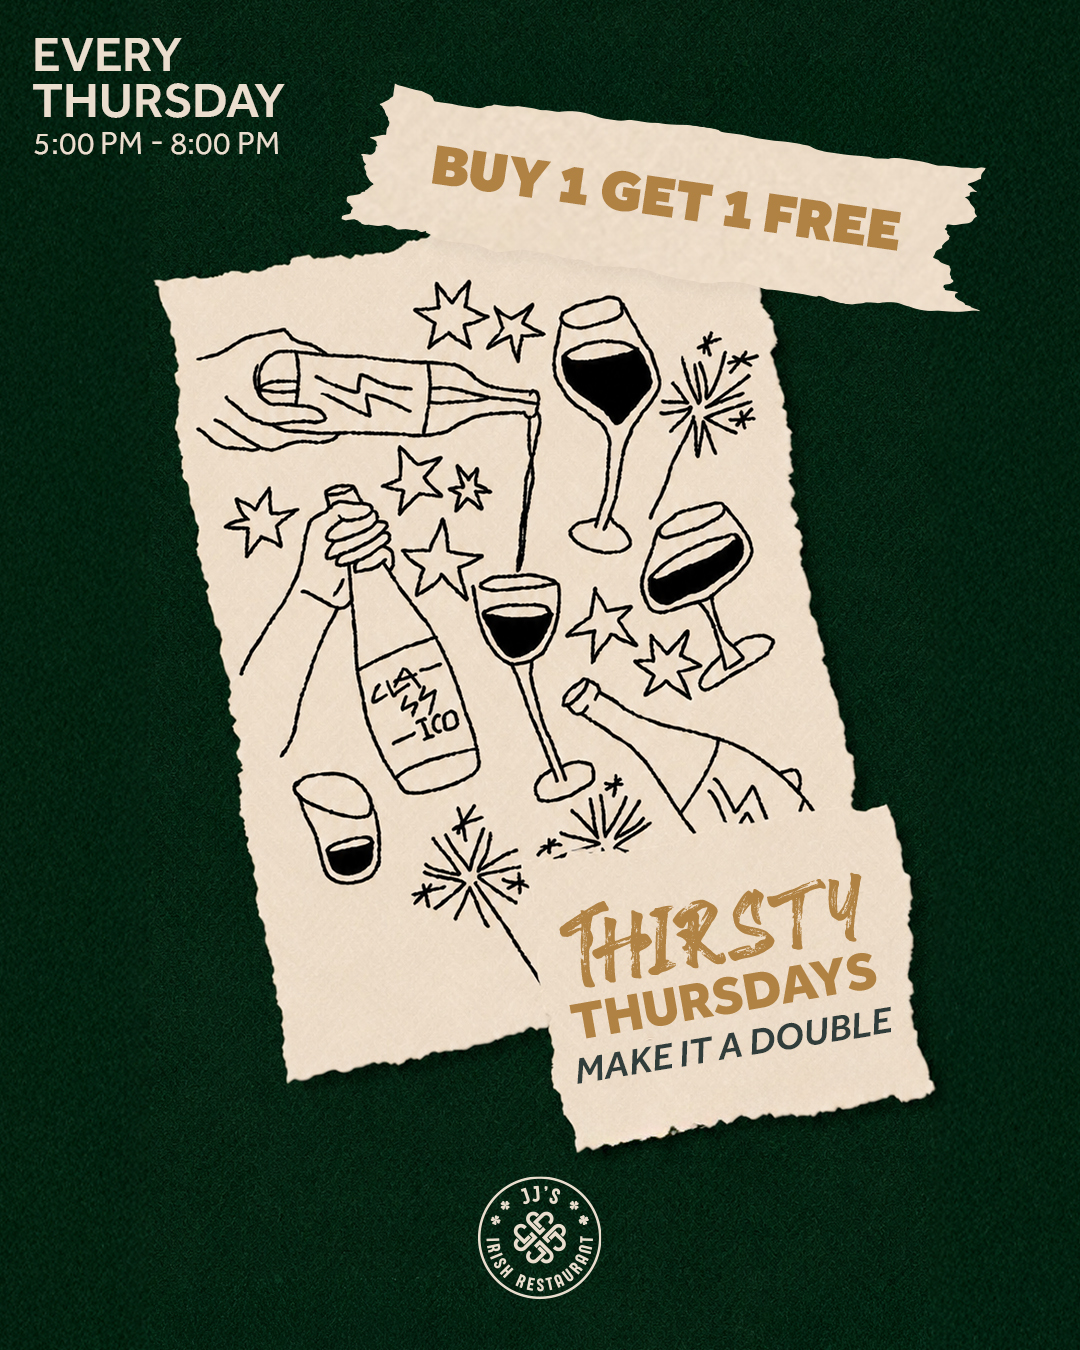 EVERY
THURSDAY
5:00 PM - 8:00 PM
BUY 1 GET 1 FREE
CLA-
SS
-ICO
THIRSTY
THURSDAYS
MAKE IT A DOUBLE
JJ'S
IRISH RESTAURANT